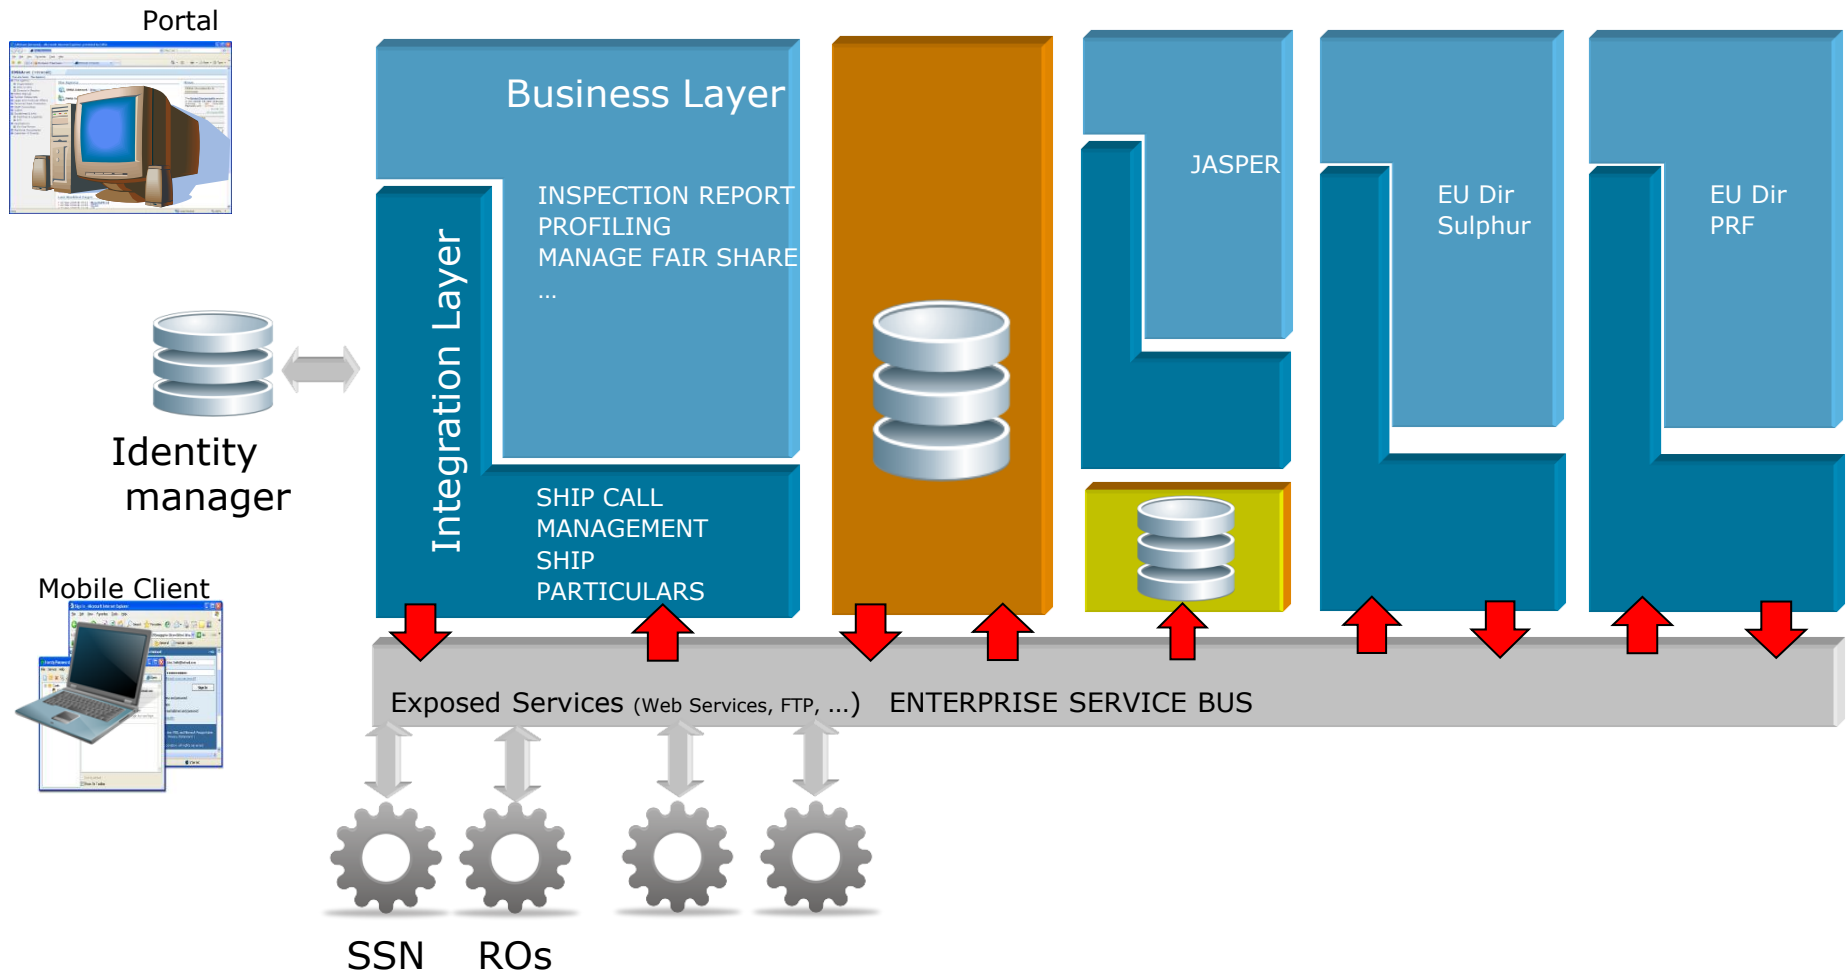 Portal
Business Layer
INSPECTION REPORT
PROFILING
MANAGE FAIR SHARE
...
Integration Layer
SHIP CALL
MANAGEMENT
SHIP
PARTICULARS
JASPER
EU Dir
Sulphur
EU Dir
PRF
Identity
manager
Mobile Client
Exposed Services (Web Services, FTP, ...) ENTERPRISE SERVICE BUS
SSN
ROs